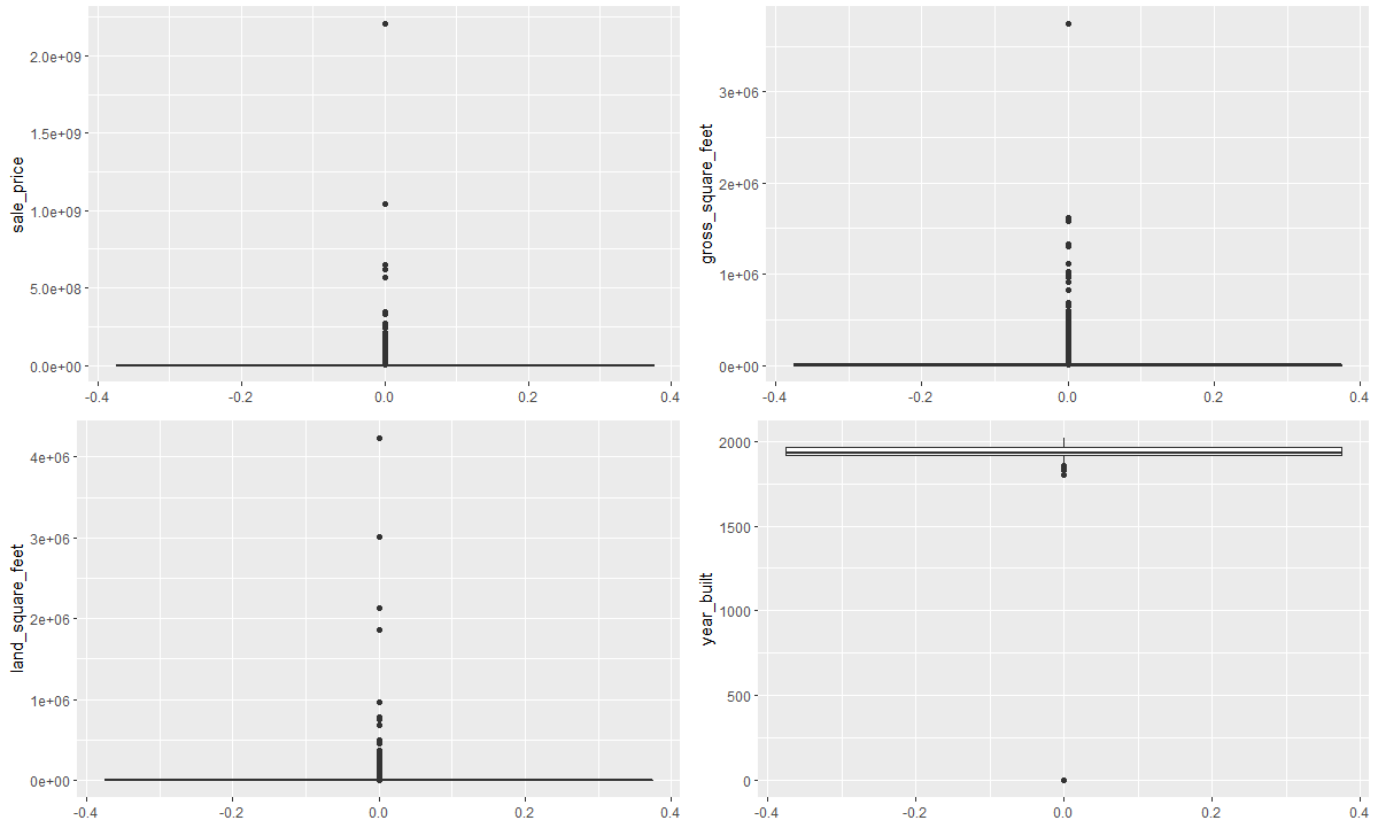 sale_price
2.0e+09
1.5e+09
1.0e+09
5.0e+08
0.0e+00
-0.4 -0.2 0.0 0.2 0.4
gross_square_feet
3e+06
2e+06
1e+06
0e+00
-0.4 -0.2 0.0 0.2 0.4
land_square_feet
4e+06
3e+06
2e+06
1e+06
0e+00
-0.4 -0.2 0.0 0.2 0.4
year_built
2000
1500
1000
500
0
-0.4 -0.2 0.0 0.2 0.4